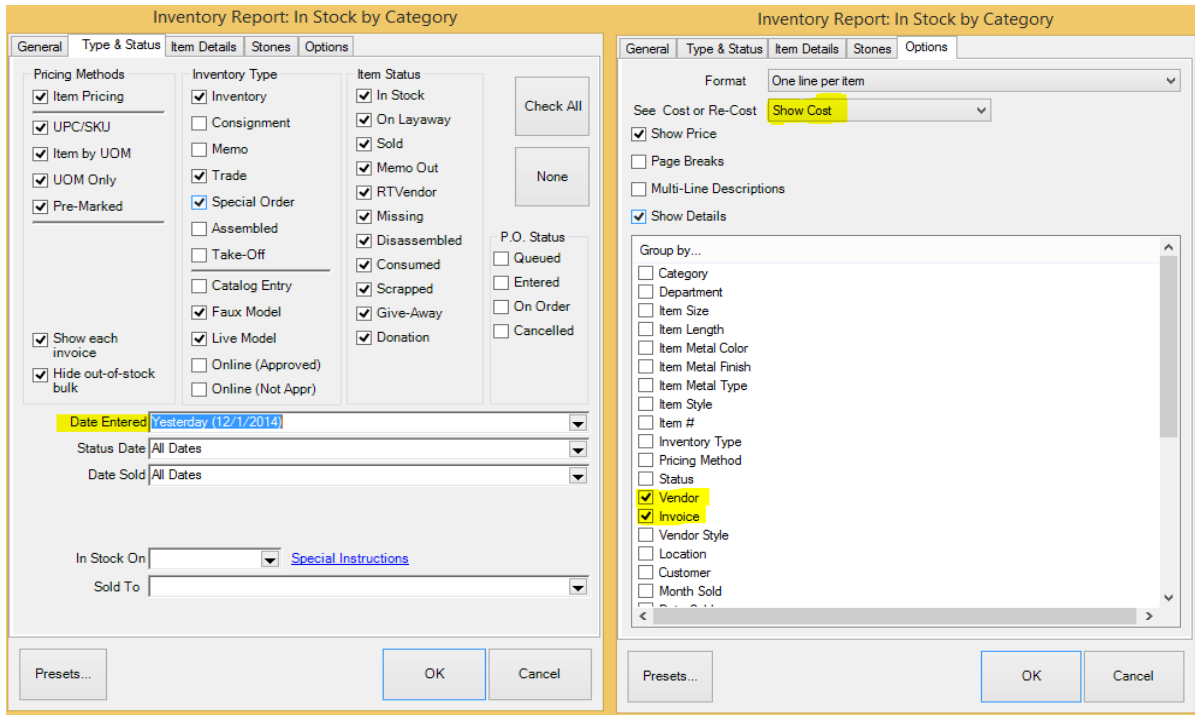 Inventory Report: In Stock by Category
General Type & Status Item Details Stones Options
Pricing Methods
Item Pricing
UPC/SKU
Item by UOM
UOM Only
Pre-Marked
Show each
invoice
Hide out-of-stock
bulk
Inventory Type
Inventory
Consignment
Memo
Trade
Special Order
Assembled
Take-Off
Catalog Entry
Faux Model
Live Model
Online (Approved)
Online (Not Appr)
Item Status
In Stock
On Layaway
Sold
Memo Out
RTVendor
Missing
Disassembled
Consumed
Scrapped
Give-Away
Donation
Check All
None
P.O. Status
Queued
Entered
On Order
Cancelled
Date Entered Yesterday (12/1/2014)
Status Date All Dates
Date Sold All Dates
In Stock On Special Instructions
Sold To
Presets... OK Cancel
Inventory Report: In Stock by Category
General Type & Status Item Details Stones Options
Format One line per item
See Cost or Re-Cost Show Cost
Show Price
Page Breaks
Multi-Line Descriptions
Show Details
Group by...
Category
Department
Item Size
Item Length
Item Metal Color
Item Metal Finish
Item Metal Type
Item Style
Item #
Inventory Type
Pricing Method
Status
Vendor
Invoice
Vendor Style
Location
Customer
Month Sold
Presets... OK Cancel